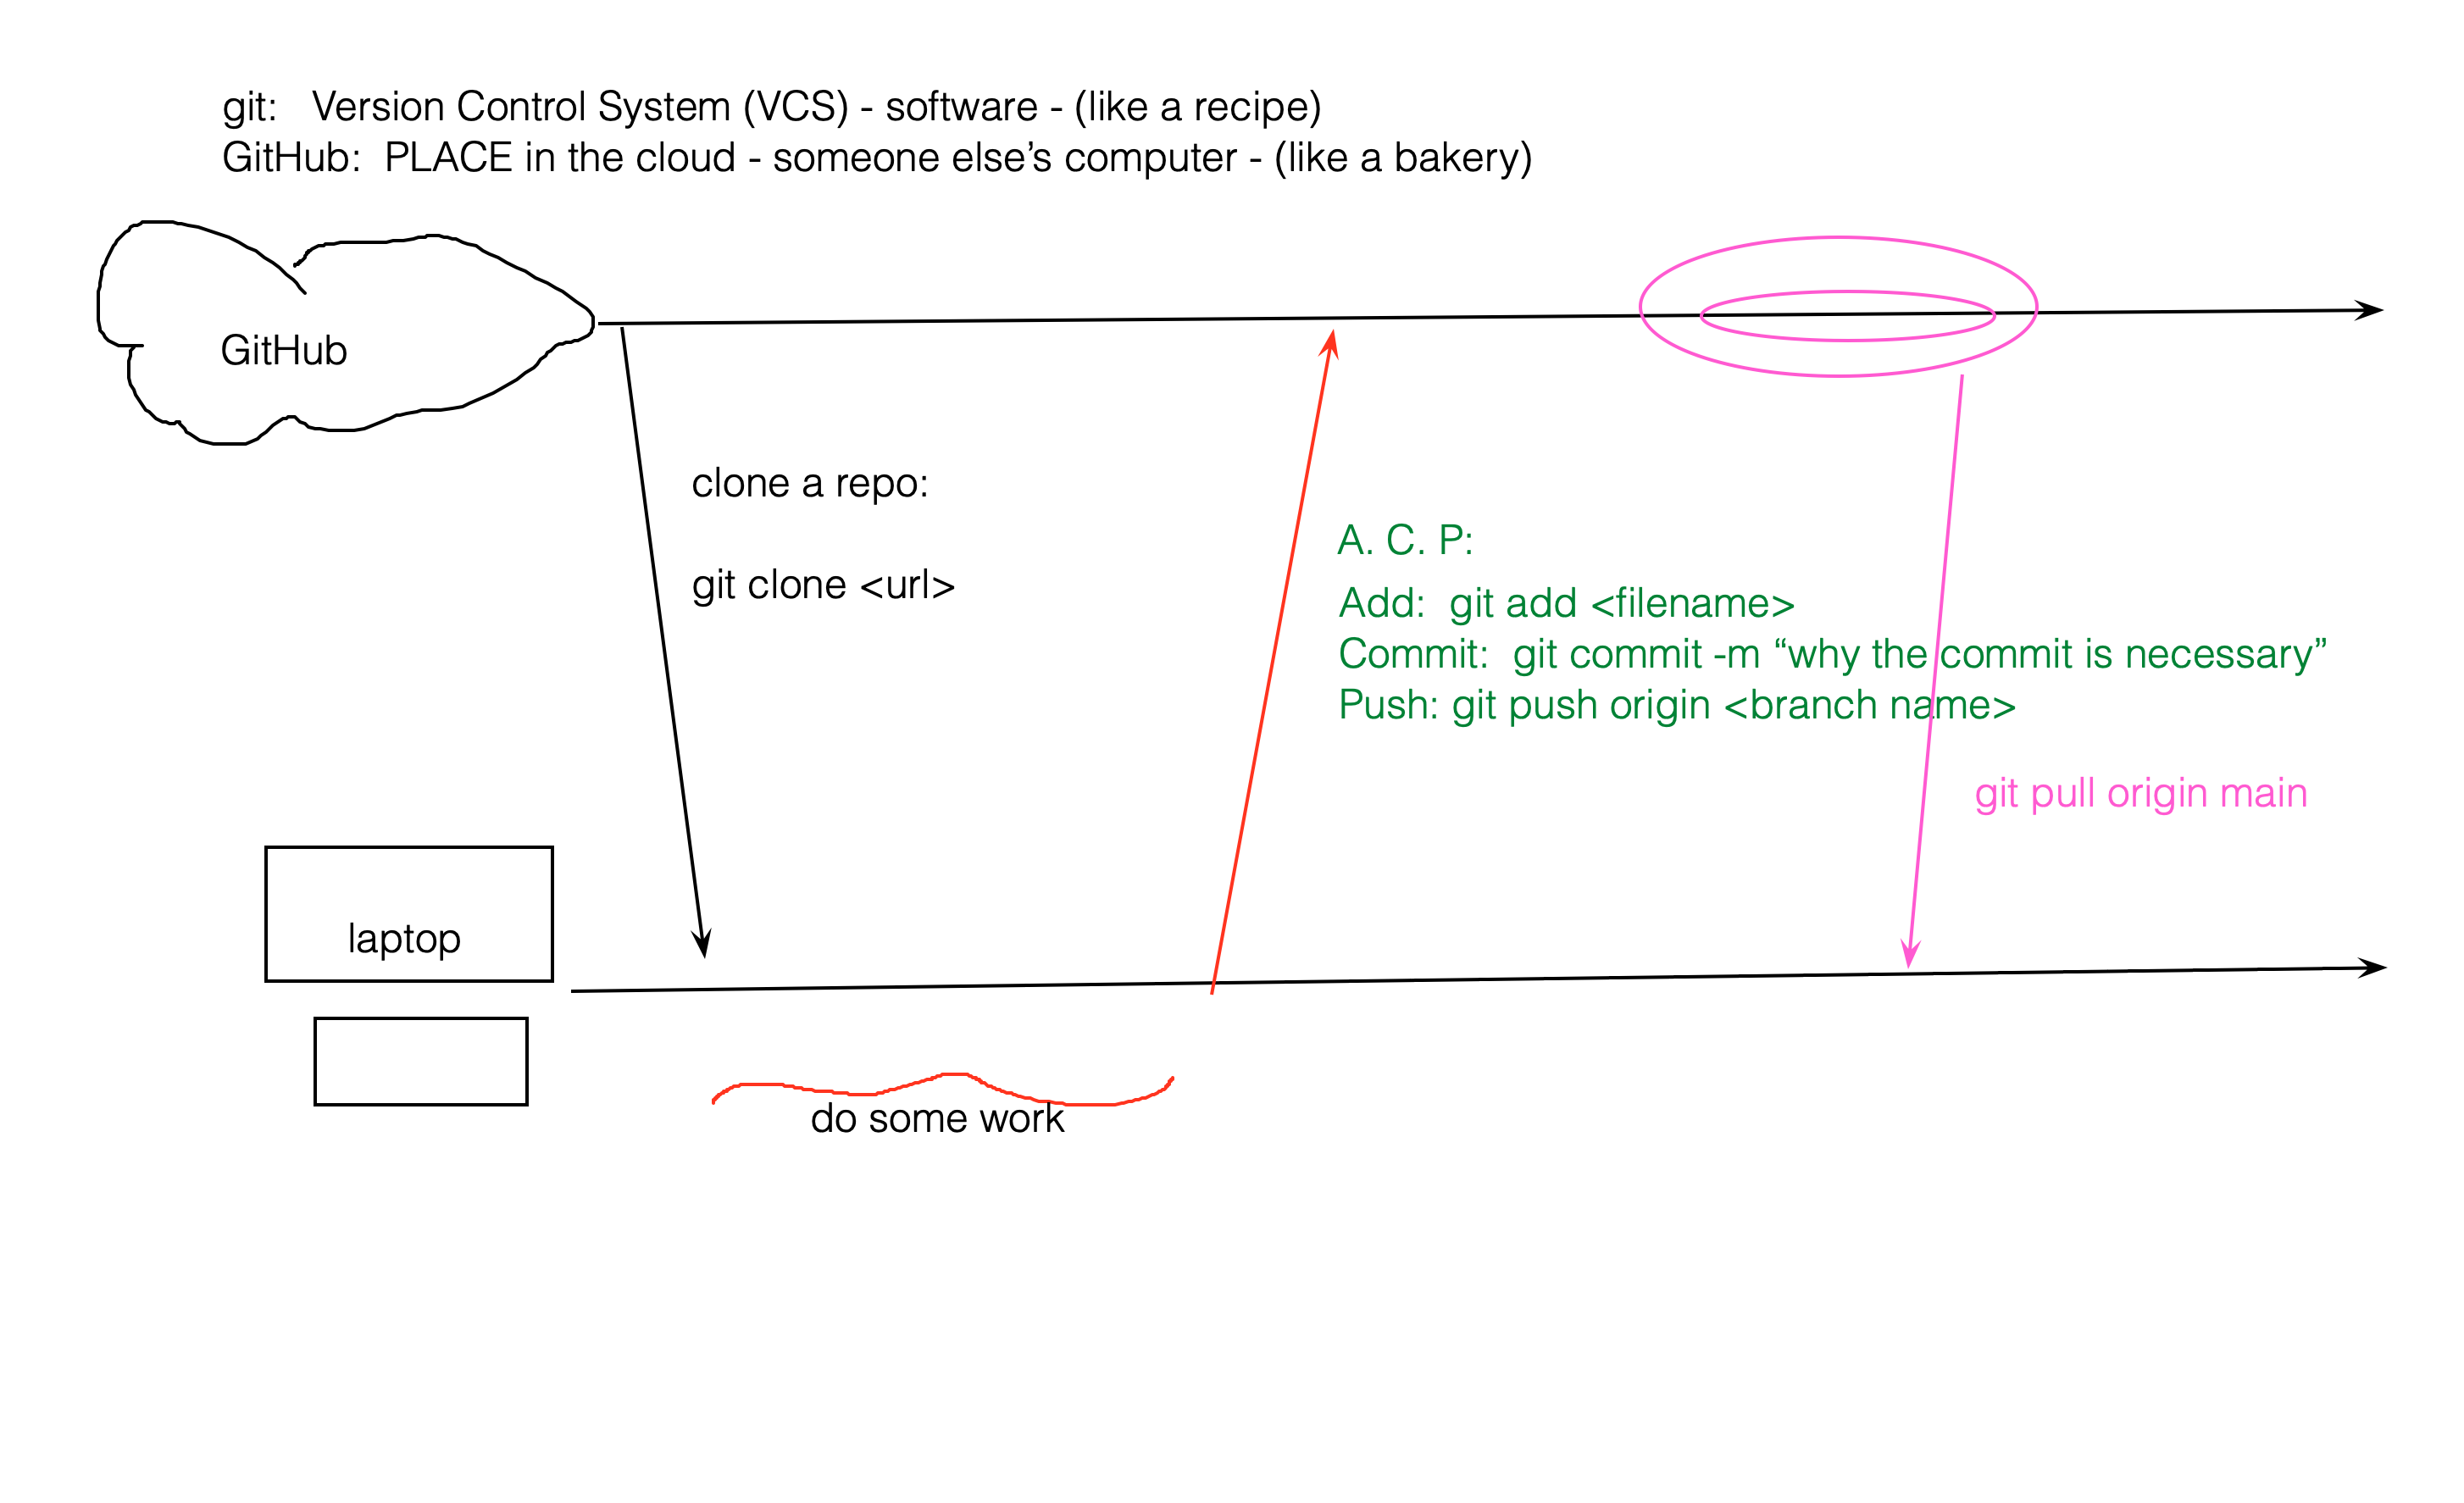 git:   Version Control System (VCS) - software - (like a recipe)
GitHub:  PLACE in the cloud - someone else’s computer - (like a bakery)
GitHub
clone a repo:
git clone <url>
A. C. P:
Add:  git add <filename>
Commit:  git commit -m “why the commit is necessary”
Push: git push origin <branch name>
git pull origin main
laptop
do some work